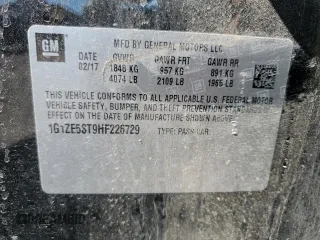 GM
MFD BY GENERAL MOTORS LLC
DATE GVWR GAWR FRT GAWR RR
02/17 1848 KG 957 KG 891 KG
4074 LB 2109 LB 1965 LB
THIS VEHICLE CONFORMS TO ALL APPLICABLE U.S. FEDERAL MOTOR
VEHICLE SAFETY, BUMPER, AND THEFT PREVENTION STANDARDS
IN EFFECT ON THE DATE OF MANUFACTURE SHOWN ABOVE.
1G1ZE5ST9HF226729 TYPE: PASS CAR